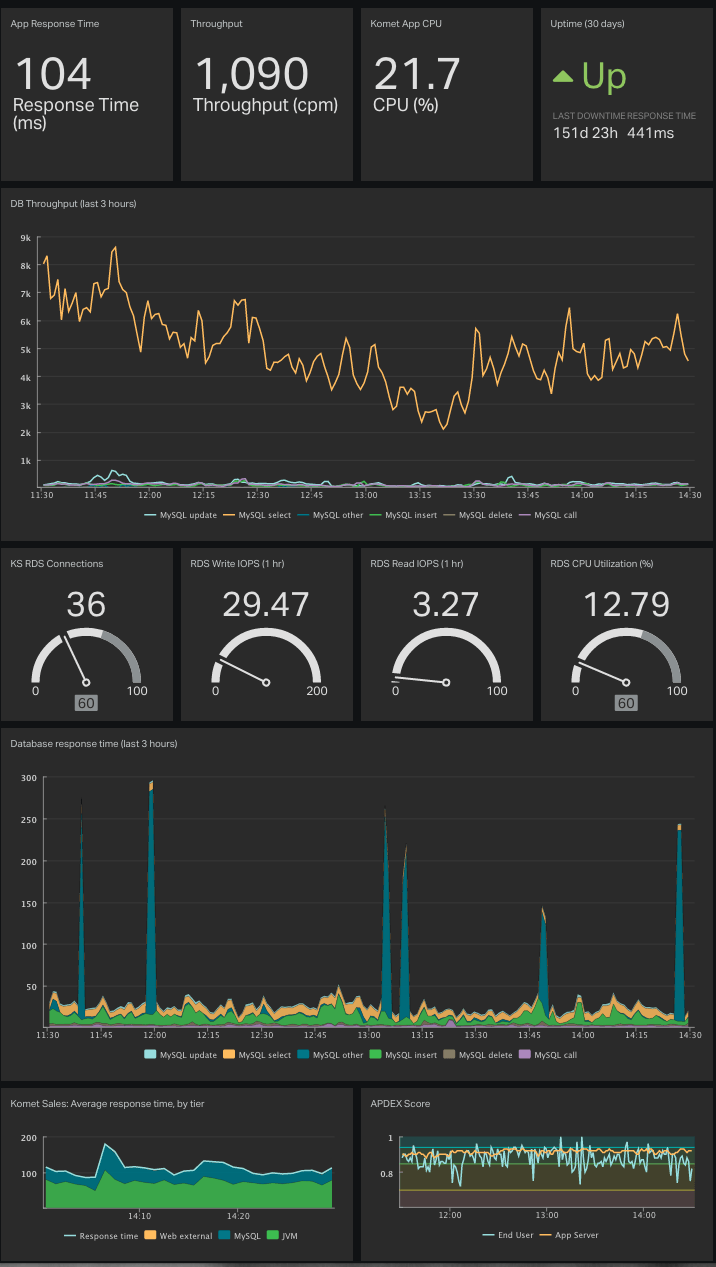 App Response Time
104
Response Time
(ms)
Throughput
1,090
Throughput (cpm)
Komet App CPU
21.7
CPU (%)
Uptime (30 days)
Up
LAST DOWNTIME RESPONSE TIME
151d 23h 441ms
DB Throughput (last 3 hours)
9k
8k
7k
6k
5k
4k
3k
2k
1k
11:30 11:45 12:00 12:15 12:30 12:45 13:00 13:15 13:30 13:45 14:00 14:15 14:30
MySQL update MySQL select MySQL other MySQL insert MySQL delete MySQL call
KS RDS Connections
36
0 100
60
RDS Write IOPS (1 hr)
29.47
0 200
RDS Read IOPS (1 hr)
3.27
0 100
RDS CPU Utilization (%)
12.79
0 100
60
Database response time (last 3 hours)
300
250
200
150
100
50
11:30 11:45 12:00 12:15 12:30 12:45 13:00 13:15 13:30 13:45 14:00 14:15 14:30
MySQL update MySQL select MySQL other MySQL insert MySQL delete MySQL call
Komet Sales: Average response time, by tier
200
100
14:10 14:20
Response time Web external MySQL JVM
APDEX Score
1
0.8
12:00 13:00 14:00
End User App Server